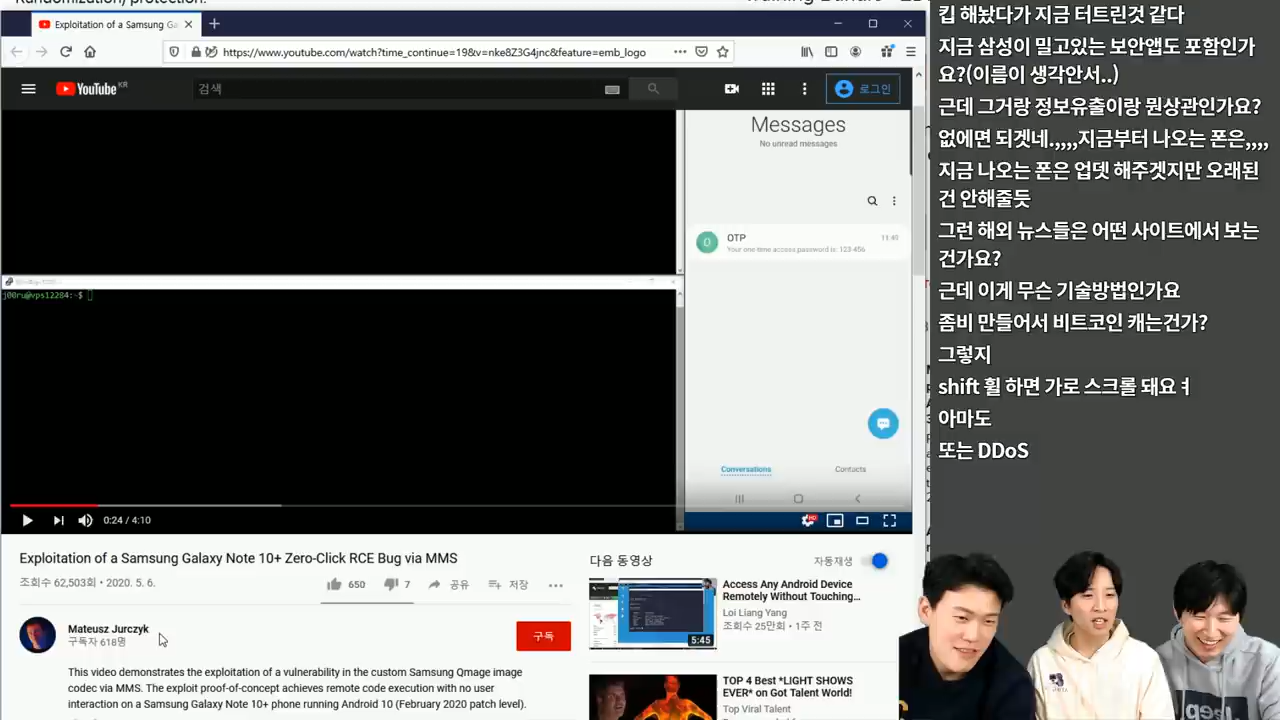 Randomization) protection.
Exploitation of a Samsung Ga
https://www.youtube.com/watch?time_continue=19&v=nke8Z3G4jnc&feature=emb_logo
YouTube KR
검색
로그인
Messages
No unread messages
O
OTP
11:49
Your one-time access password is: 123-456
j00ru@vps12284:~$
Conversations
Contacts
0:24 / 4:10
HD
Exploitation of a Samsung Galaxy Note 10+ Zero-Click RCE Bug via MMS
조회수 62,503회 • 2020. 5. 6.
650
7
공유
저장
Mateusz Jurczyk
구독자 618명
구독
This video demonstrates the exploitation of a vulnerability in the custom Samsung Qmage image
codec via MMS. The exploit proof-of-concept achieves remote code execution with no user
interaction on a Samsung Galaxy Note 10+ phone running Android 10 (February 2020 patch level).
다음 동영상
자동재생
5:45
Access Any Android Device
Remotely Without Touching...
Loi Liang Yang
조회수 25만회 • 1주 전
TOP 4 Best *LIGHT SHOWS
EVER* on Got Talent World!
Top Viral Talent
킵 해놨다가 지금 터트린것 같다
지금 삼성이 밀고있는 보안앱도 포함인가
요?(이름이 생각안서..)
근데 그거랑 정보유출이랑 뭔상관인가요?
없에면 되겟네.,,,,지금부터 나오는 폰은,,,,
지금 나오는 폰은 업뎃 해주겟지만 오래된
건 안해줄듯
그런 해외 뉴스들은 어떤 사이트에서 보는
건가요?
근데 이게 무슨 기술방법인가요
좀비 만들어서 비트코인 캐는건가?
그렇지
shift 휠 하면 가로 스크롤 돼요ㅕ
아마도
또는 DDoS